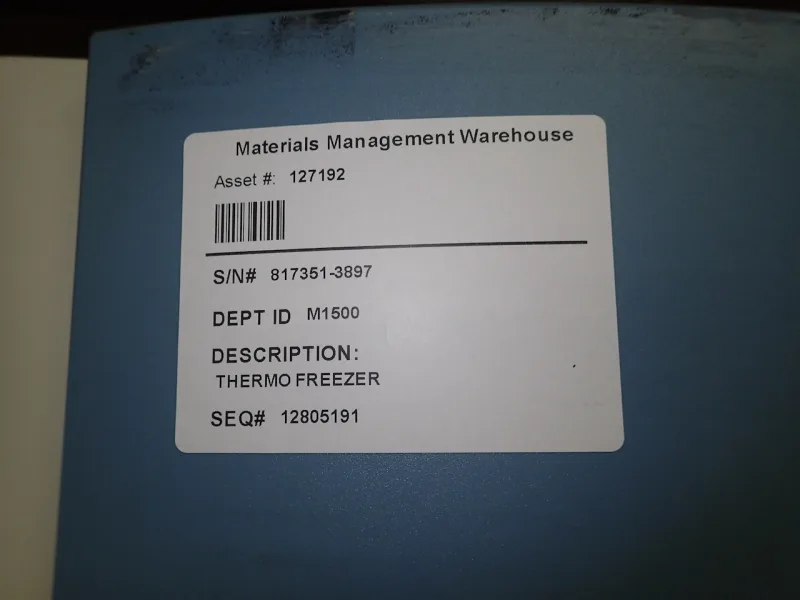 Materials Management Warehouse
Asset #: 127192
S/N# 817351-3897
DEPT ID M1500
DESCRIPTION:
THERMO FREEZER
SEQ# 12805191